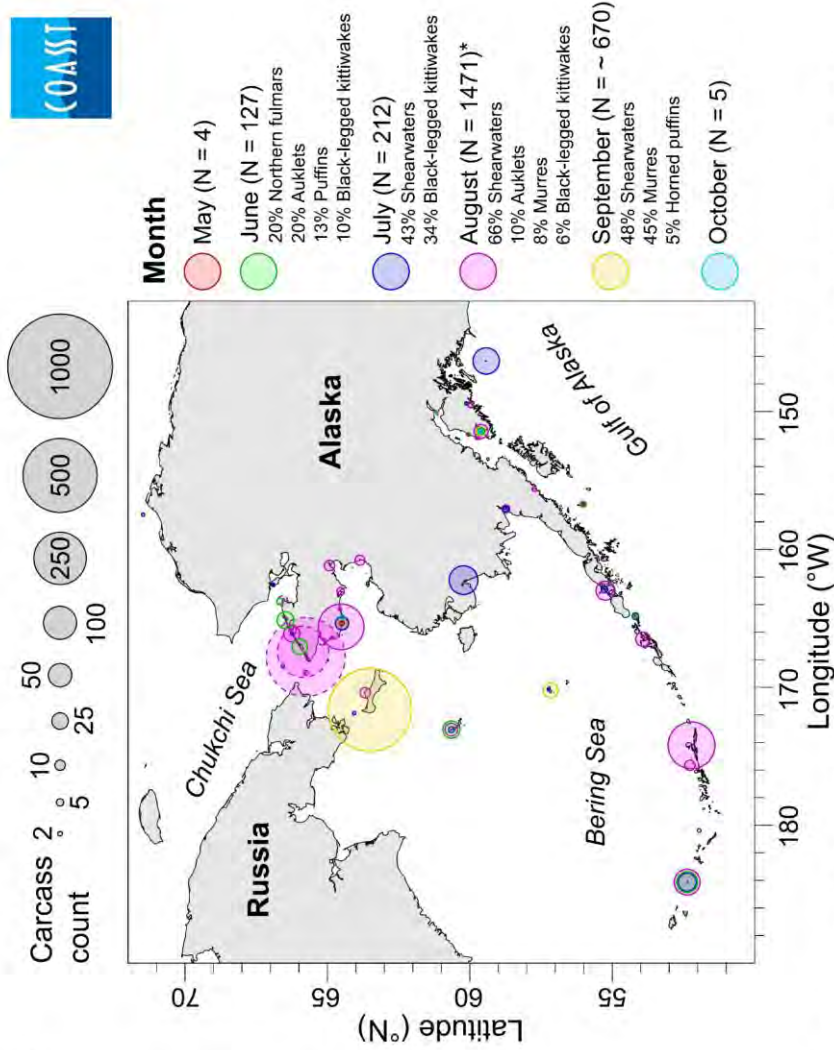 COASST
Carcass count
2 5 10 25 50 100 250 500 1000
Month
May (N = 4)
June (N = 127)
20% Northern fulmars
20% Auklets
13% Puffins
10% Black-legged kittiwakes
July (N = 212)
43% Shearwaters
34% Black-legged kittiwakes
August (N = 1471)*
66% Shearwaters
10% Auklets
8% Murres
6% Black-legged kittiwakes
September (N = ~ 670)
48% Shearwaters
45% Murres
5% Horned puffins
October (N = 5)
Chukchi Sea
Russia
Alaska
Bering Sea
Gulf of Alaska
Latitude (°N)
70
65
60
55
180 170 160 150
Longitude (°W)